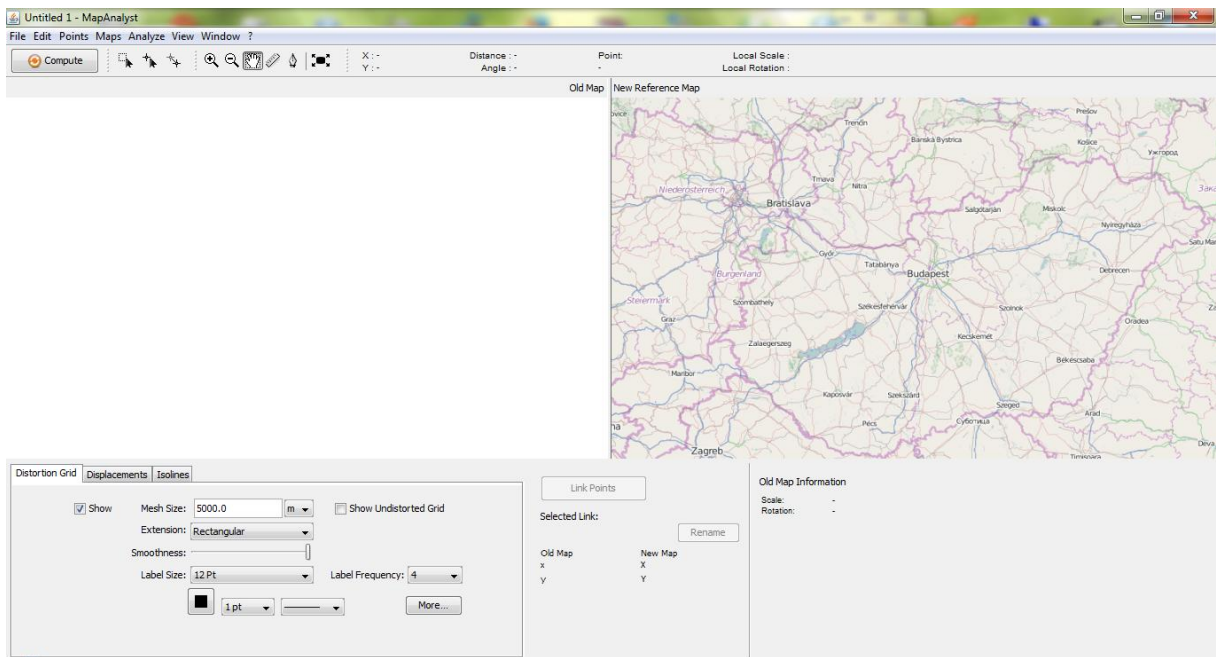 Untitled 1 - MapAnalyst
File Edit Points Maps Analyze View Window ?
Compute
X : -
Y : -
Distance : -
Angle : -
Point:
-
Local Scale :
Local Rotation :
Old Map
New Reference Map
Trenčín
Prešov
Banská Bystrica
Košice
Ужгород
Niederösterreich
Trnava
Nitra
Зака
Bratislava
Salgótarján
Miskolc
Nyíregyháza
Satu Mar
Győr
Tatabánya
Budapest
Debrecen
Burgenland
Steiermark
Szombathely
Székesfehérvár
Szolnok
Graz
Oradea
Zalaegerszeg
Kecskemét
Békéscsaba
Maribor
Kaposvár
Szekszárd
Szeged
Arad
Pécs
Суботица
Deva
Zagreb
Timișoara
Distortion Grid Displacements Isolines
Show Mesh Size: 5000.0 m Show Undistorted Grid
Extension: Rectangular
Smoothness:
Label Size: 12 Pt Label Frequency: 4
1 pt More...
Link Points
Selected Link:
Rename
Old Map New Map
x X
y Y
Old Map Information
Scale: -
Rotation: -